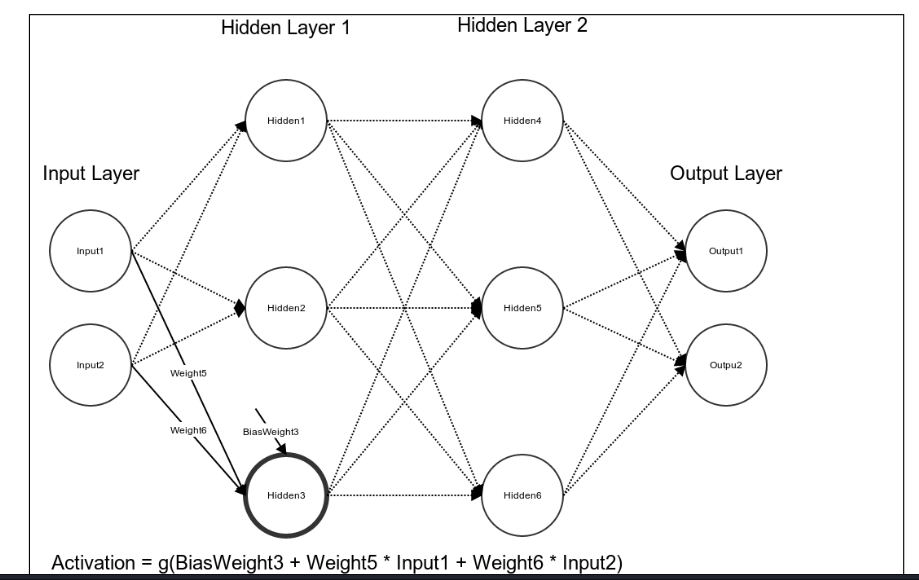 Hidden Layer 1
Hidden Layer 2
Hidden1
Hidden4
Input Layer
Output Layer
Input1
Output1
Hidden2
Hidden5
Input2
Outpu2
Weight5
Weight6
BiasWeight3
Hidden3
Hidden6
Activation = g(BiasWeight3 + Weight5 * Input1 + Weight6 * Input2)